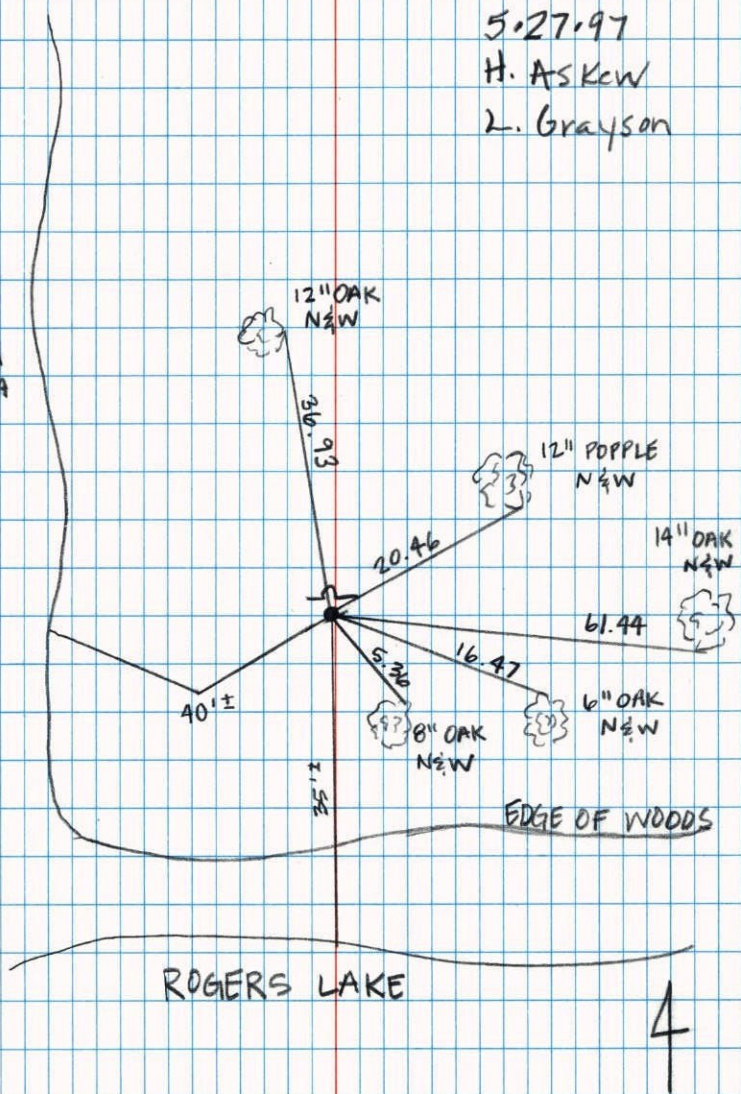 5.27.97
H. Askew
L. Grayson
12" OAK
N&W
36.93
12" POPPLE
N&W
20.46
14" OAK
N&W
61.44
16.47
5.36
6" OAK
N&W
40'±
8" OAK
N&W
35'±
EDGE OF WOODS
ROGERS LAKE